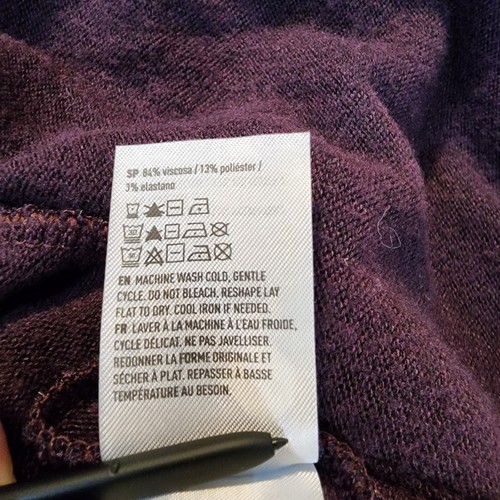 SP 84% viscosa / 13% poliéster /
3% elastano
EN MACHINE WASH COLD, GENTLE
CYCLE. DO NOT BLEACH, RESHAPE LAY
FLAT TO DRY. COOL IRON IF NEEDED.
FR LAVER À LA MACHINE À L'EAU FROIDE,
CYCLE DÉLICAT. NE PAS JAVELLISER.
REDONNER LA FORME ORIGINALE ET
SÉCHER À PLAT. REPASSER À BASSE
TEMPÉRATURE AU BESOIN.